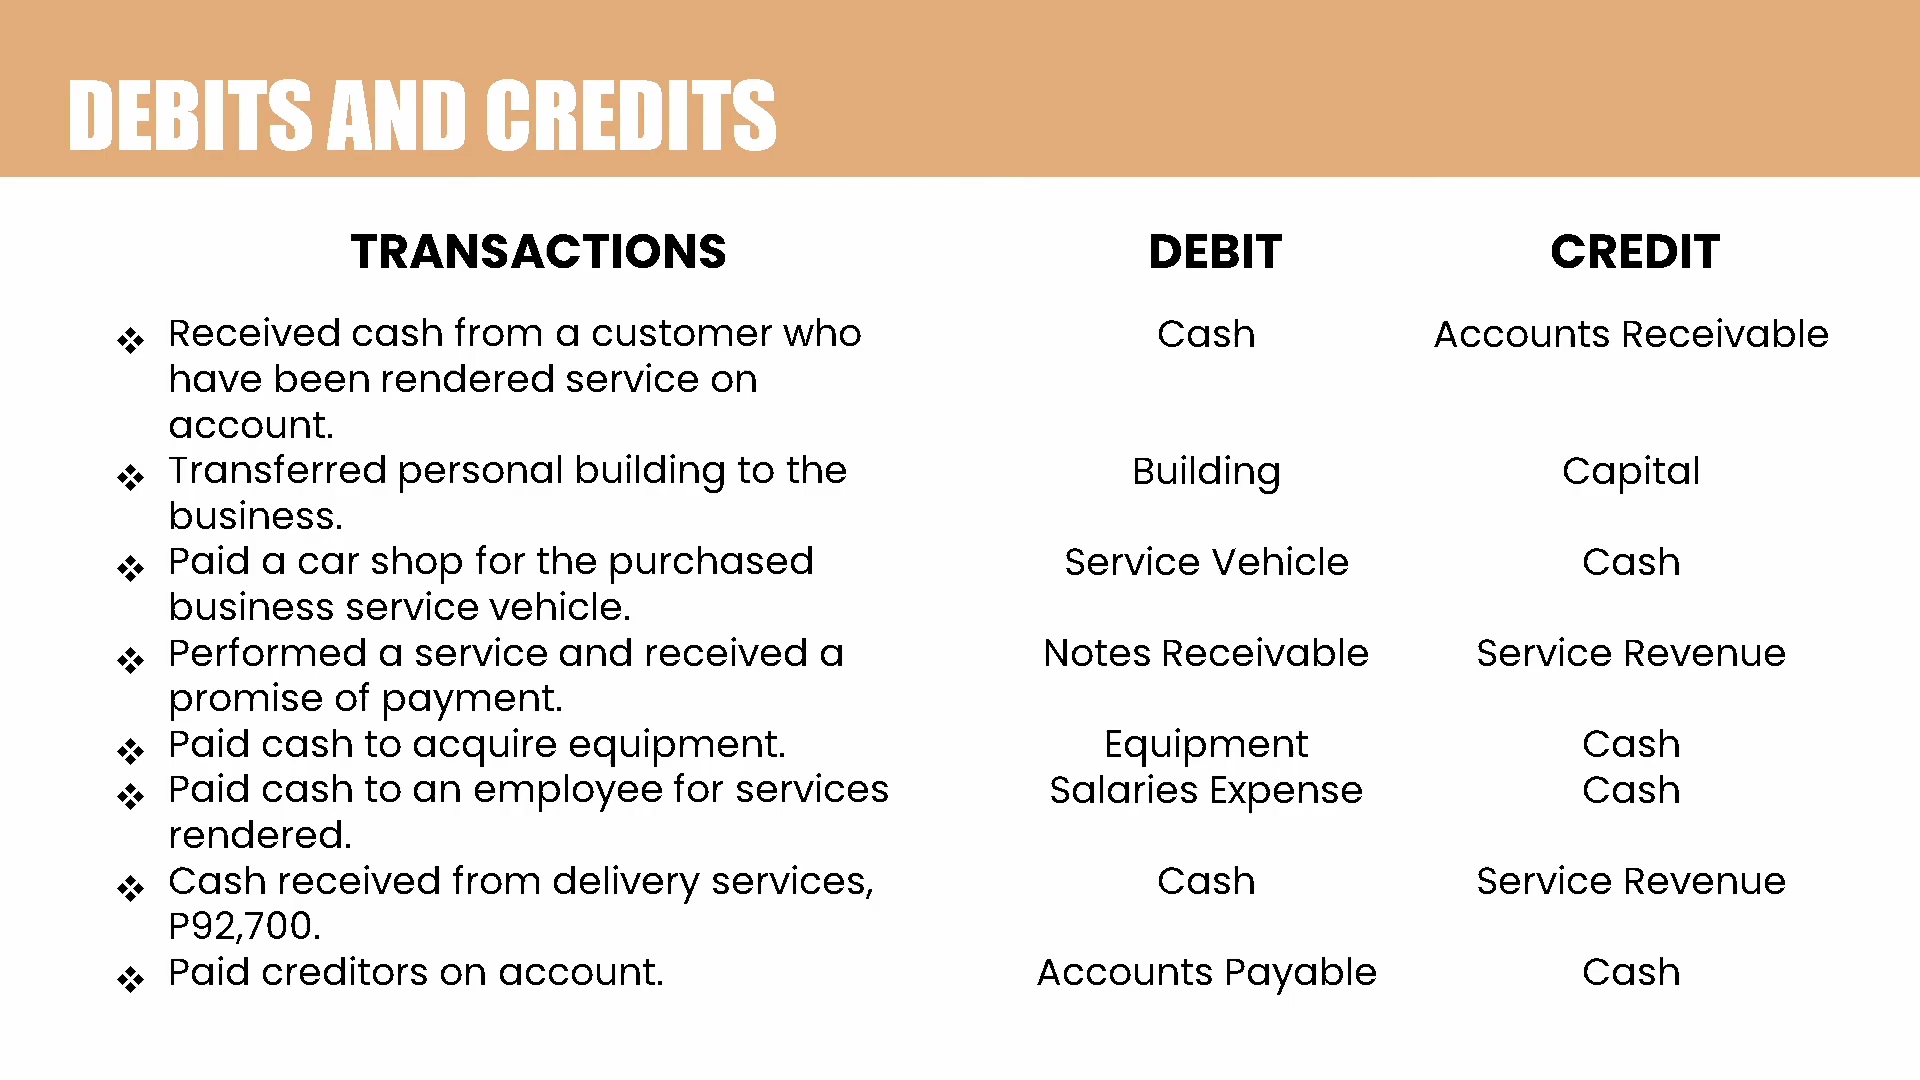 DEBITS AND CREDITS
TRANSACTIONS DEBIT CREDIT
❖ Received cash from a customer who Cash Accounts Receivable
have been rendered service on
account.
❖ Transferred personal building to the Building Capital
business.
❖ Paid a car shop for the purchased Service Vehicle Cash
business service vehicle.
❖ Performed a service and received a Notes Receivable Service Revenue
promise of payment.
❖ Paid cash to acquire equipment. Equipment Cash
❖ Paid cash to an employee for services Salaries Expense Cash
rendered.
❖ Cash received from delivery services, Cash Service Revenue
P92,700.
❖ Paid creditors on account. Accounts Payable Cash